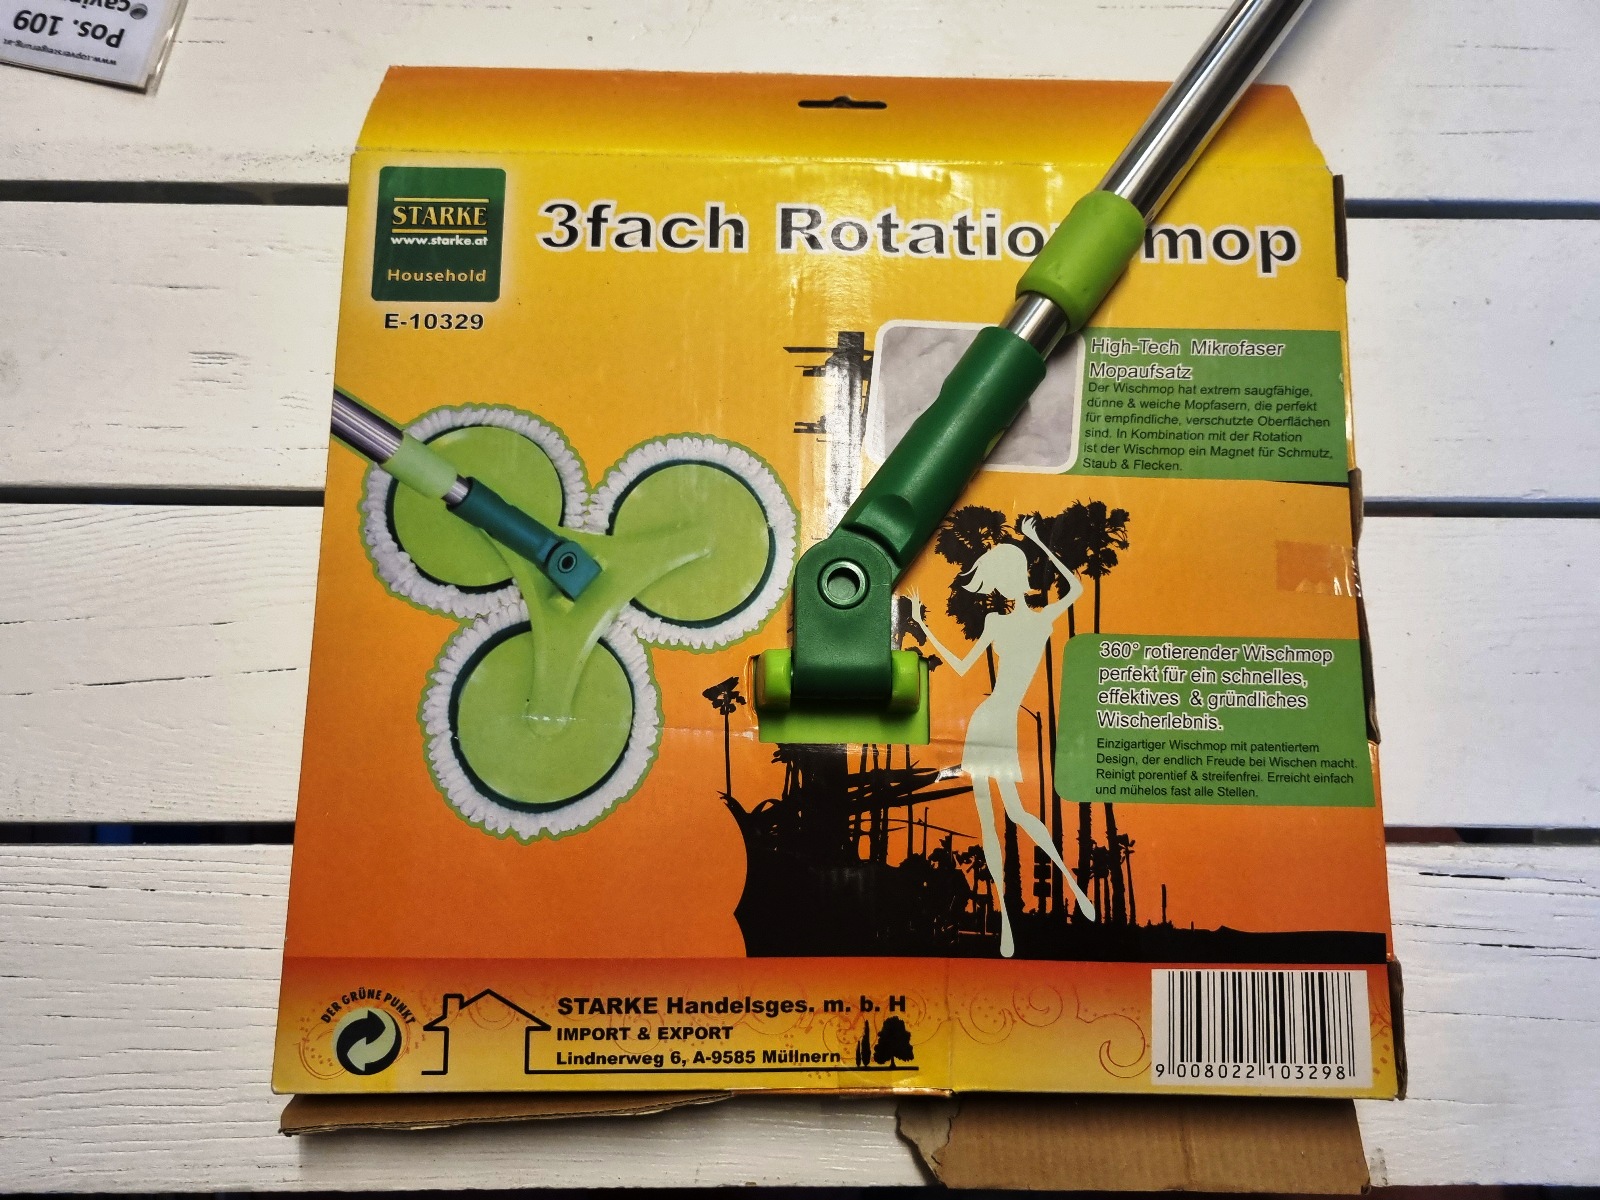 www.topversteigerung.at
Pos. 109
STARKE
www.starke.at
Household
E-10329
3fach Rotatio mop
High-Tech Mikrofaser
Mopaufsatz
Der Wischmop hat extrem saugfähige,
dünne & weiche Mopfasern, die perfekt
für empfindliche, verschutzte Oberflächen
sind. In Kombination mit der Rotation
ist der Wischmop ein Magnet für Schmutz,
Staub & Flecken.
360° rotierender Wischmop
perfekt für ein schnelles,
effektives & gründliches
Wischerlebnis.
Einzigartiger Wischmop mit patentiertem
Design, der endlich Freude bei Wischen macht.
Reinigt porentief & streifenfrei. Erreicht einfach
und mühelos fast alle Stellen.
DER GRÜNE PUNKT
STARKE Handelsges. m. b. H
IMPORT & EXPORT
Lindnerweg 6, A-9585 Müllnern
9 008022 103298